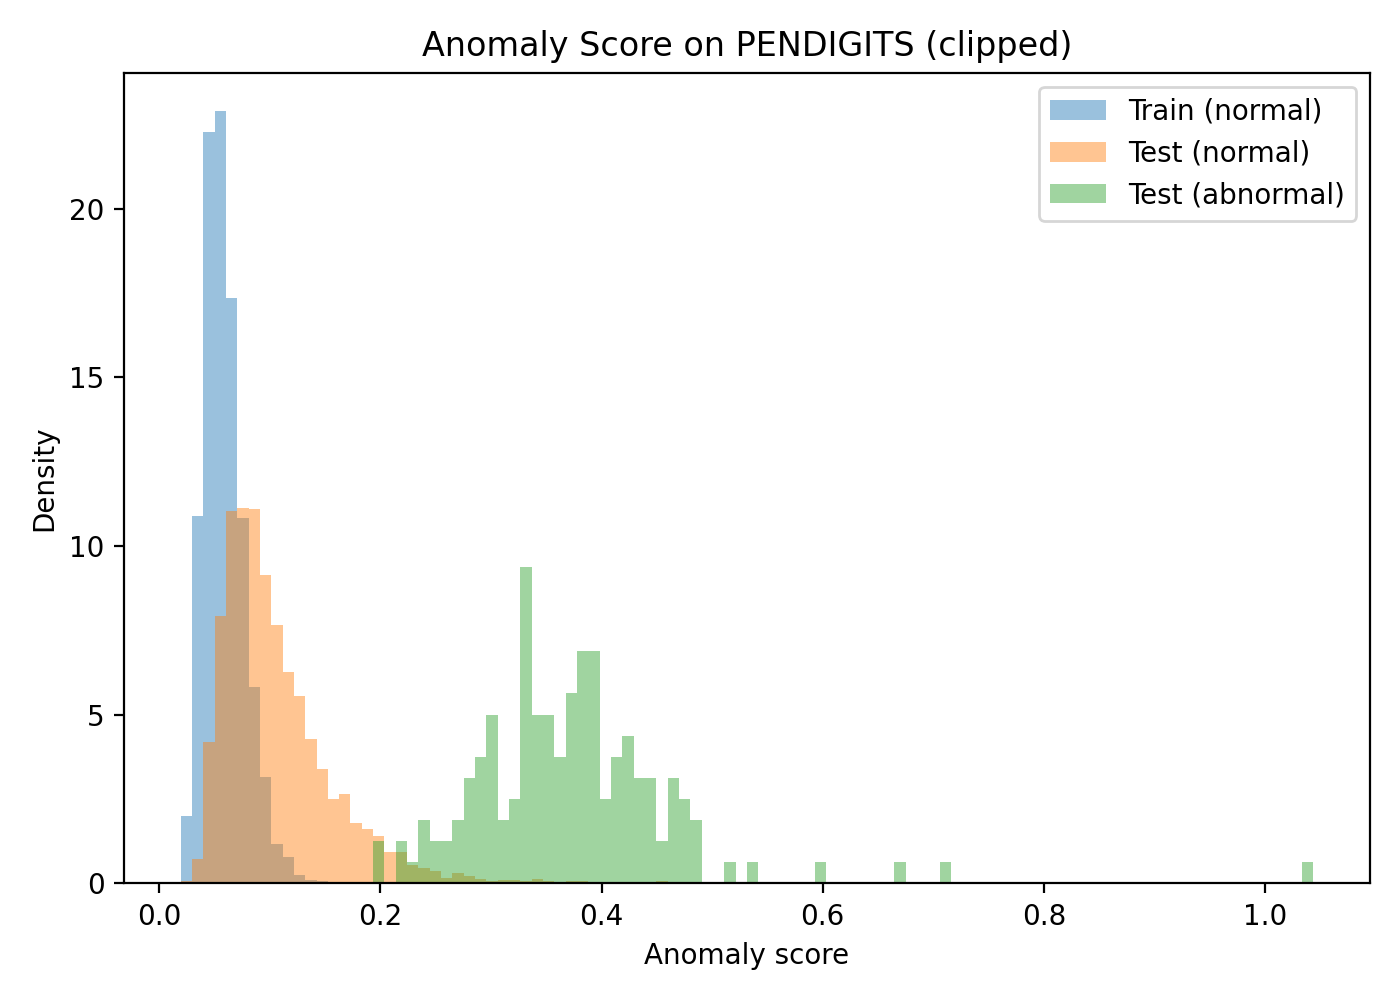 Anomaly Score on PENDIGITS (clipped)
Train (normal)
Test (normal)
Test (abnormal)
Density
20
15
10
5
0
0.0 0.2 0.4 0.6 0.8 1.0
Anomaly score